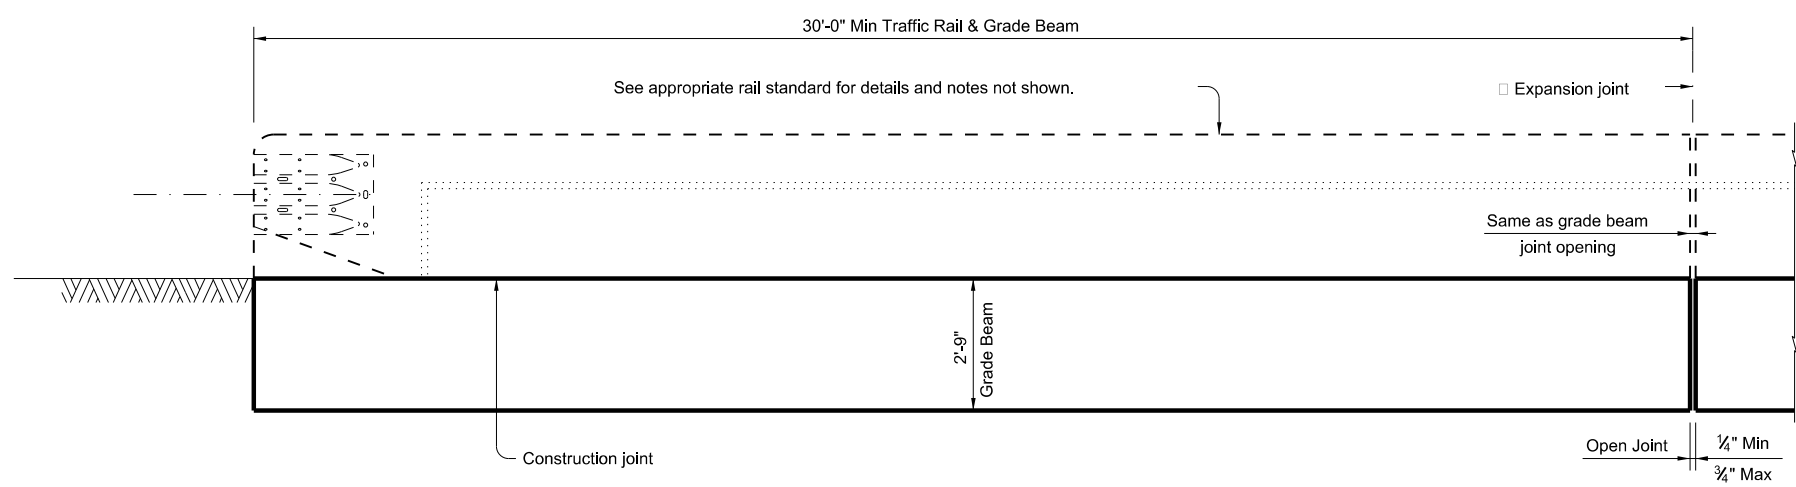 30'-0" Min Traffic Rail & Grade Beam
See appropriate rail standard for details and notes not shown.
Expansion joint
Same as grade beam
joint opening
2'-9"
Grade Beam
Construction joint
Open Joint
1/4" Min
3/4" Max